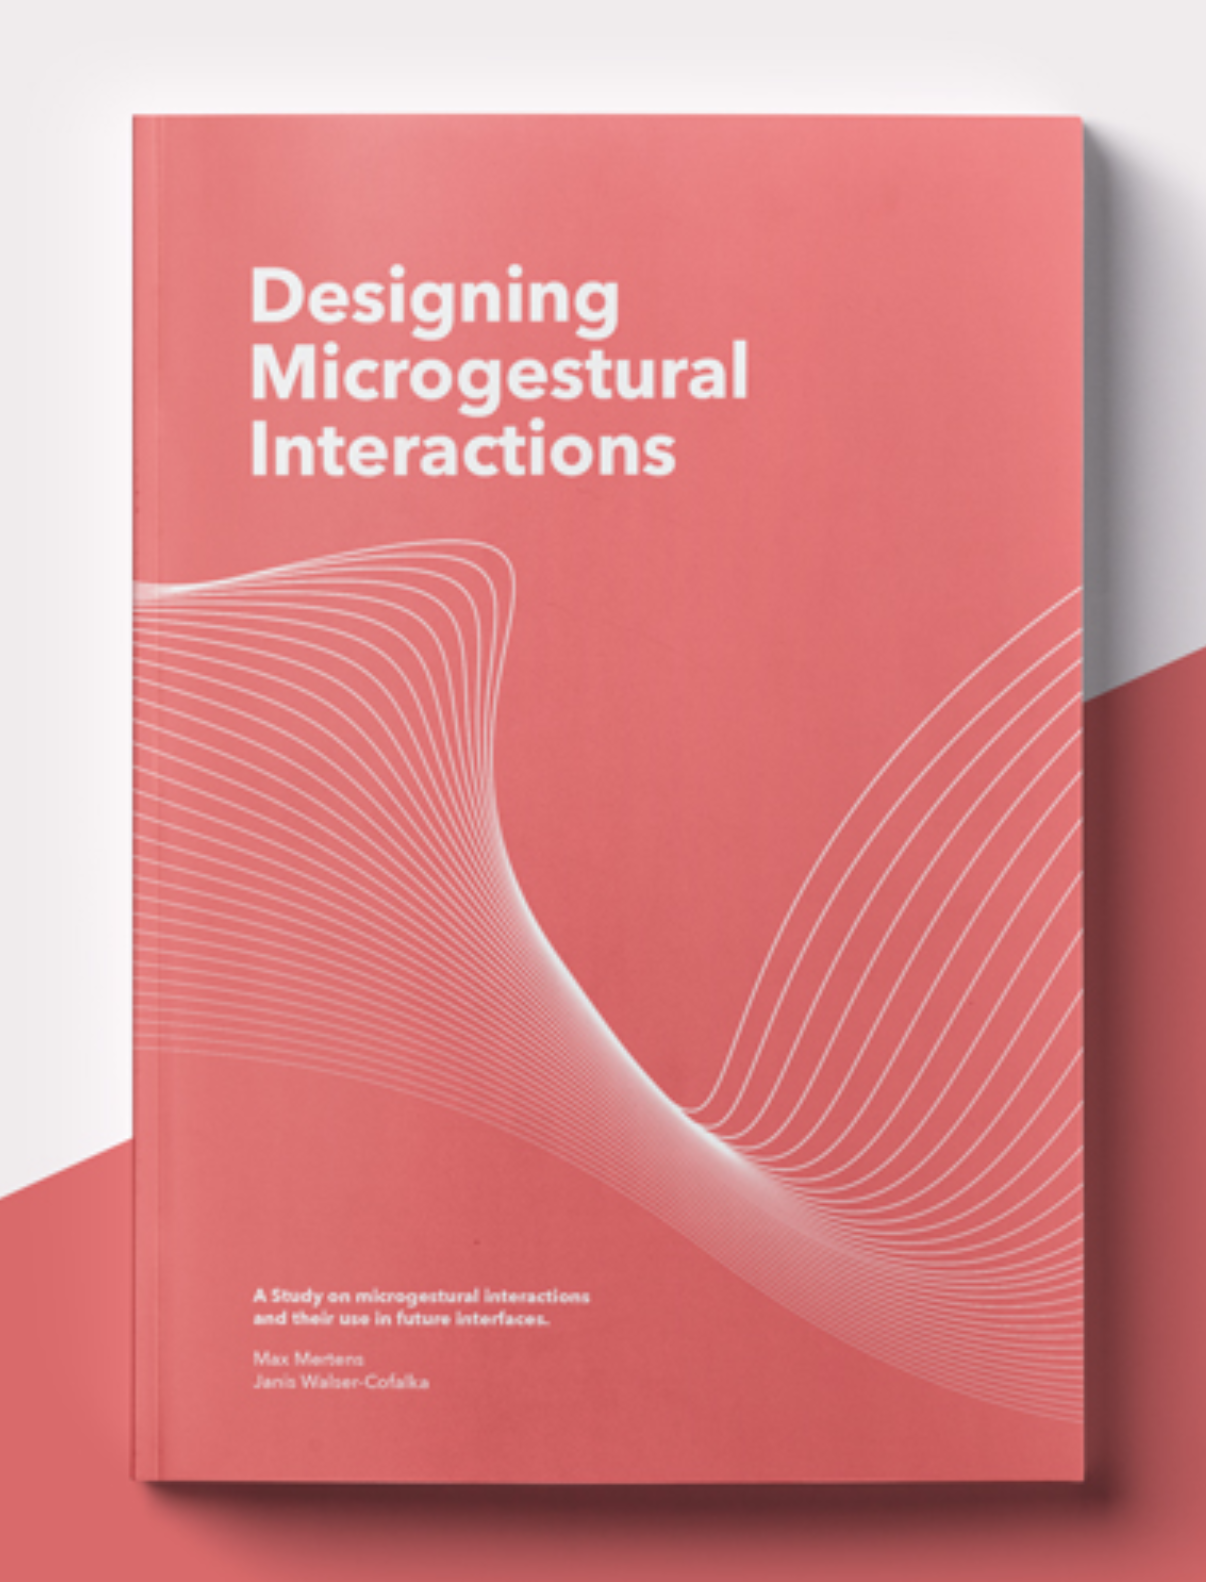 Designing
Microgestural
Interactions
A Study on microgestural interactions
and their use in future interfaces.
Max Mertens
Janis Walser-Cofalka